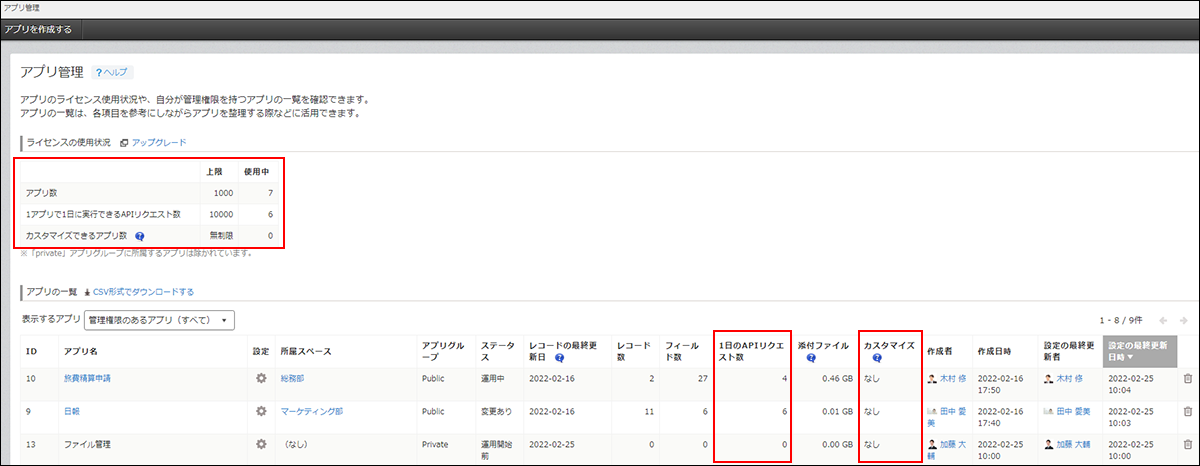 アプリ管理
アプリを作成する
アプリ管理 ?ヘルプ
アプリのライセンス使用状況や、自分が管理権限を持つアプリの一覧を確認できます。
アプリの一覧は、各項目を参考にしながらアプリを整理する際などに活用できます。
ライセンスの使用状況 アップグレード
上限 使用中
アプリ数 1000 7
1アプリで1日に実行できるAPIリクエスト数 10000 6
カスタマイズできるアプリ数 ? 無制限 0
※「private」アプリグループに所属するアプリは除かれています。
アプリの一覧 CSV形式でダウンロードする
表示するアプリ 管理権限のあるアプリ（すべて） ▼
1 - 8 / 9件
ID アプリ名 設定 所属スペース アプリグループ ステータス レコードの最終更新日 ? レコード数 フィールド数 1日のAPIリクエスト数 添付ファイル ? カスタマイズ ? 作成者 作成日時 設定の最終更新者 設定の最終更新日時▼
10 旅費精算申請 総務部 Public 運用中 2022-02-16 2 27 4 0.46 GB なし 木村 修 2022-02-16 17:50 木村 修 2022-02-25 10:04
9 日報 マーケティング部 Public 変更あり 2022-02-16 11 6 6 0.01 GB なし 田中 愛美 2022-02-16 17:40 田中 愛美 2022-02-25 10:03
13 ファイル管理 （なし） Private 運用開始前 2022-02-25 0 0 0 0.00 GB なし 加藤 大輔 2022-02-25 10:00 加藤 大輔 2022-02-25 10:00